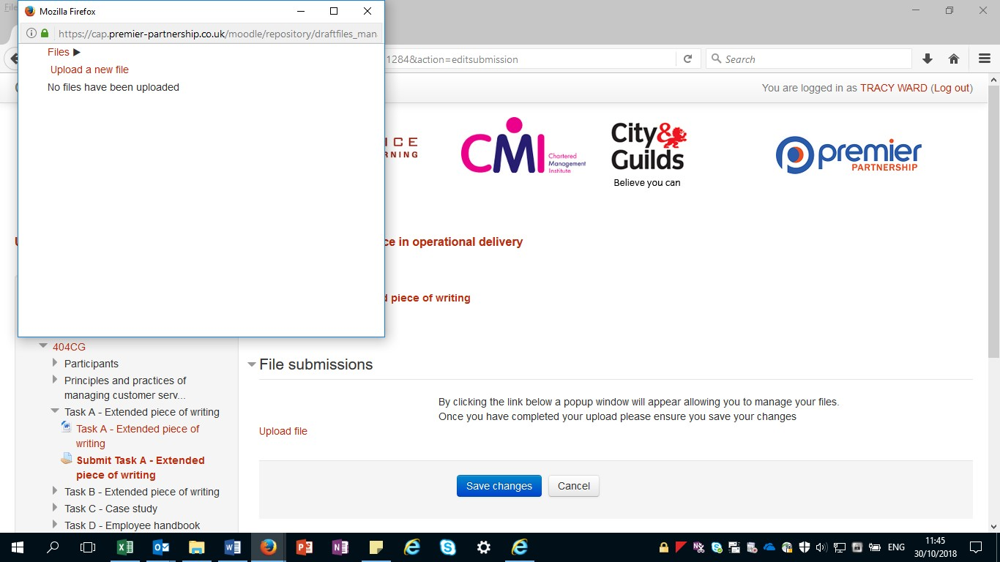 File
Mozilla Firefox
https://cap.premier-partnership.co.uk/moodle/repository/draftfiles_man
Files ▶
Upload a new file
No files have been uploaded
1284&action=editsubmission
Search
You are logged in as TRACY WARD (Log out)
ICE
RNING
CMI
Chartered
Management
Institute
City&
Guilds
Believe you can
premier
PARTNERSHIP
ce in operational delivery
piece of writing
404CG
Participants
Principles and practices of
managing customer serv...
Task A - Extended piece of writing
Task A - Extended piece of
writing
Submit Task A - Extended
piece of writing
Task B - Extended piece of writing
Task C - Case study
Task D - Employee handbook
File submissions
By clicking the link below a popup window will appear allowing you to manage your files.
Once you have completed your upload please ensure you save your changes
Upload file
Save changes
Cancel
ENG
11:45
30/10/2018